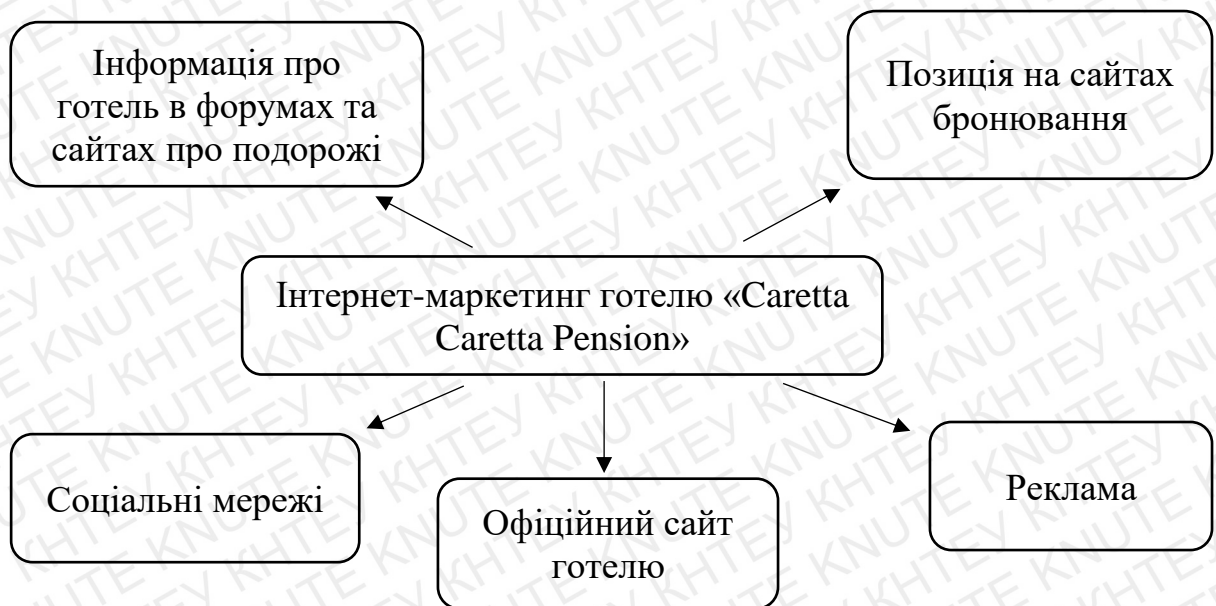 Інформація про
готель в форумах та
сайтах про подорожі
Позиція на сайтах
бронювання
Інтернет-маркетинг готелю «Caretta
Caretta Pension»
Соціальні мережі
Офіційний сайт
готелю
Реклама